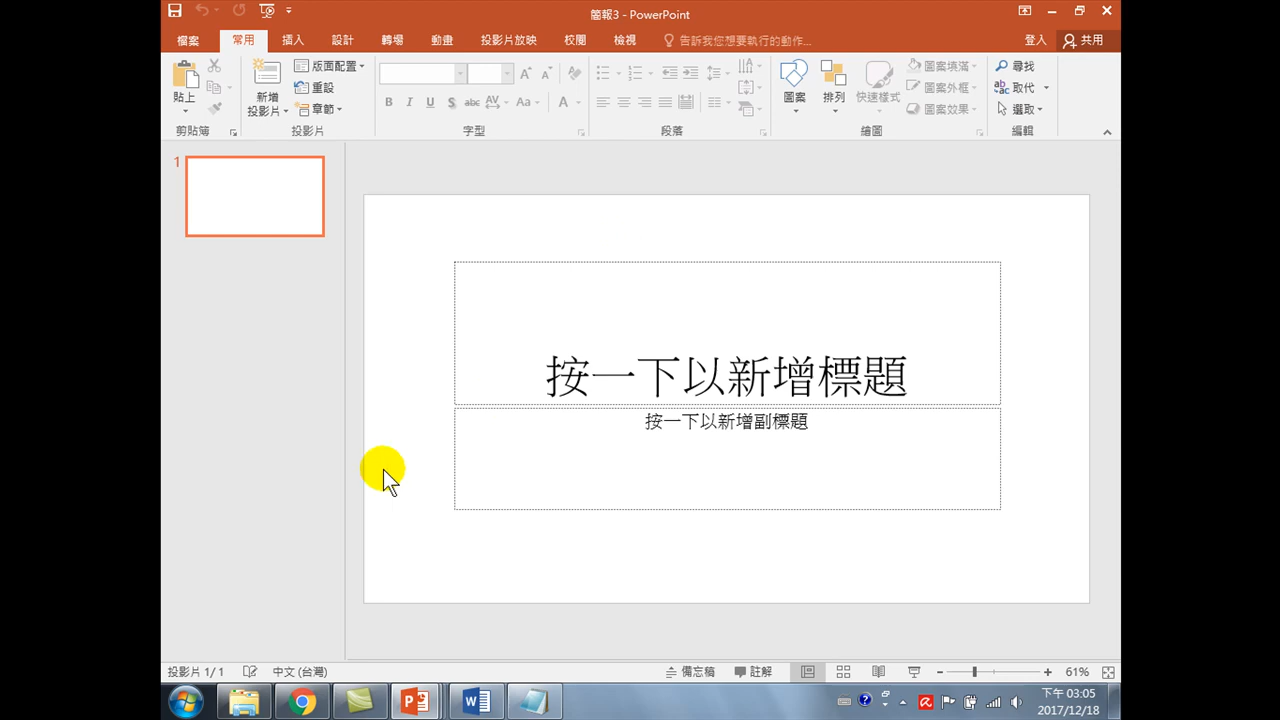 簡報3 - PowerPoint
檔案 常用 插入 設計 轉場 動畫 投影片放映 校閱 檢視 告訴我您想要執行的動作... 登入 共用
貼上
剪貼簿
新增
投影片
版面配置
重設
章節
投影片
B I U S abc AV Aa A
字型
段落
圖案
排列
快速樣式
圖案填滿
圖案外框
圖案效果
繪圖
尋找
取代
選取
編輯
1
按一下以新增標題
按一下以新增副標題
投影片 1/1 中文 (台灣) 備忘稿 註解 61%
下午 03:05
2017/12/18